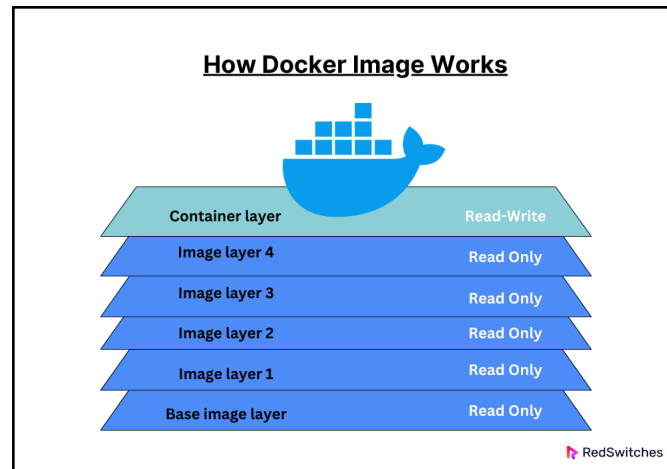 How Docker Image Works
Container layer Read-Write
Image layer 4 Read Only
Image layer 3 Read Only
Image layer 2 Read Only
Image layer 1 Read Only
Base image layer Read Only
RedSwitches